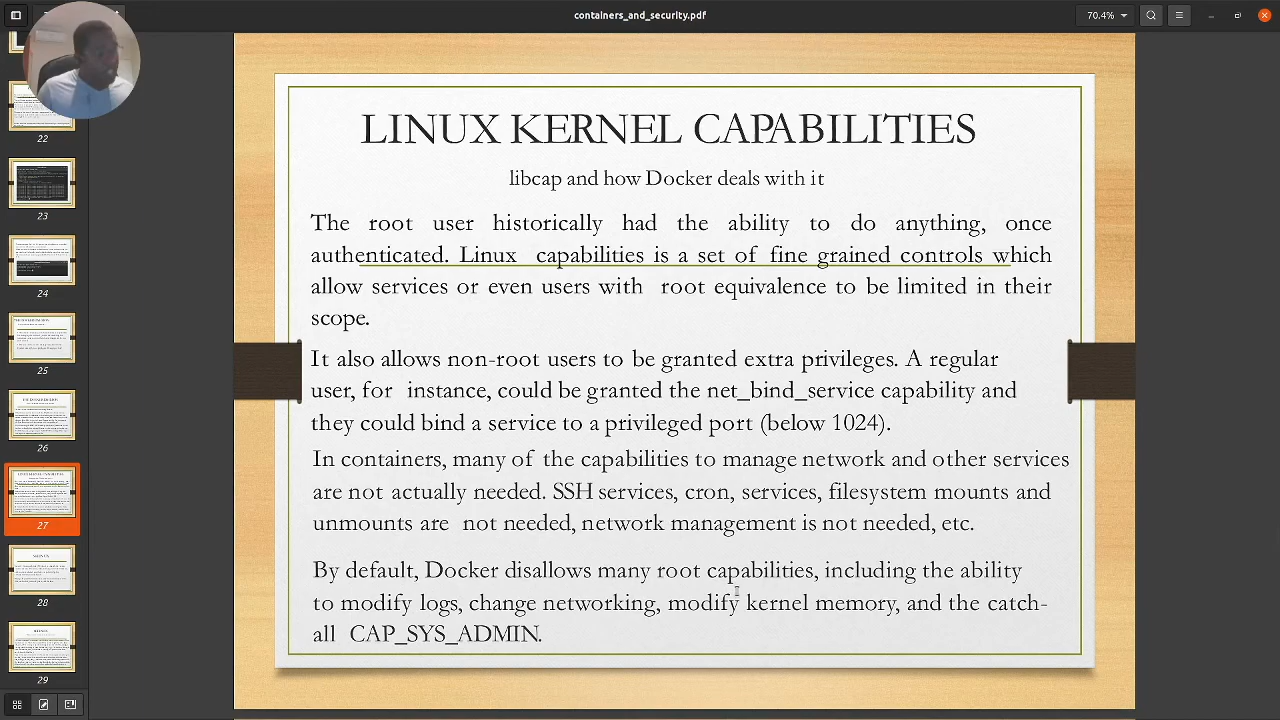 containers_and_security.pdf
70.4%
22
23
24
25
26
27
28
29
LINUX KERNEL CAPABILITIES
libcap and how Docker deals with it
The root user historically had the ability to do anything, once
authenticated. Linux capabilities is a set of fine grained controls which
allow services or even users with root equivalence to be limited in their
scope.
It also allows non-root users to be granted extra privileges. A regular
user, for instance, could be granted the net_bind_service capability and
they could bind a service to a privileged port (below 1024).
In containers, many of the capabilities to manage network and other services
are not actually needed. SSH services, cron, services, filesystem mounts and
unmounts are not needed, network management is not needed, etc.
By default, Docker disallows many root capabilities, including the ability
to modify logs, change networking, modify kernel memory, and the catch-
all CAP_SYS_ADMIN.